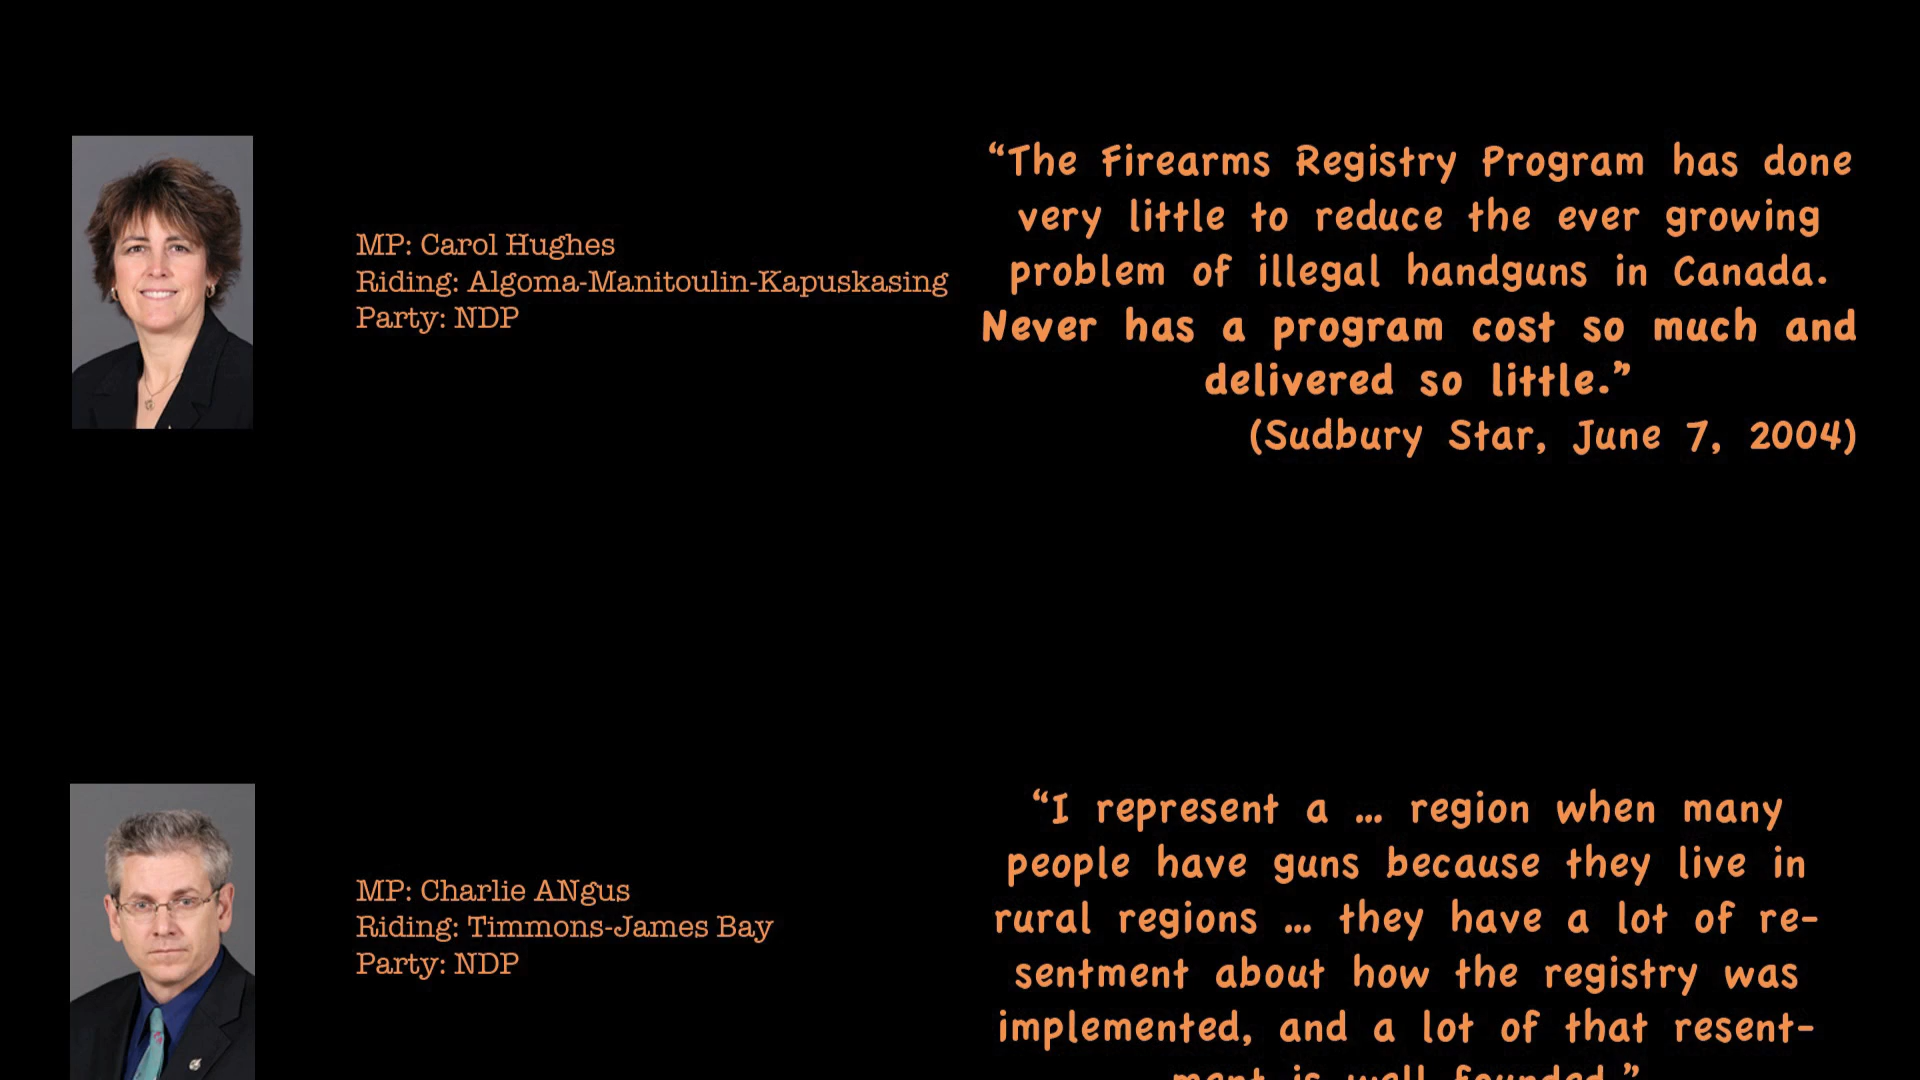 MP: Carol Hughes
Riding: Algoma-Manitoulin-Kapuskasing
Party: NDP
“The Firearms Registry Program has done
very little to reduce the ever growing
problem of illegal handguns in Canada.
Never has a program cost so much and
delivered so little.”
(Sudbury Star, June 7, 2004)
MP: Charlie ANgus
Riding: Timmons-James Bay
Party: NDP
“I represent a ... region when many
people have guns because they live in
rural regions ... they have a lot of re-
sentment about how the registry was
implemented, and a lot of that resent-
ment is well founded.”